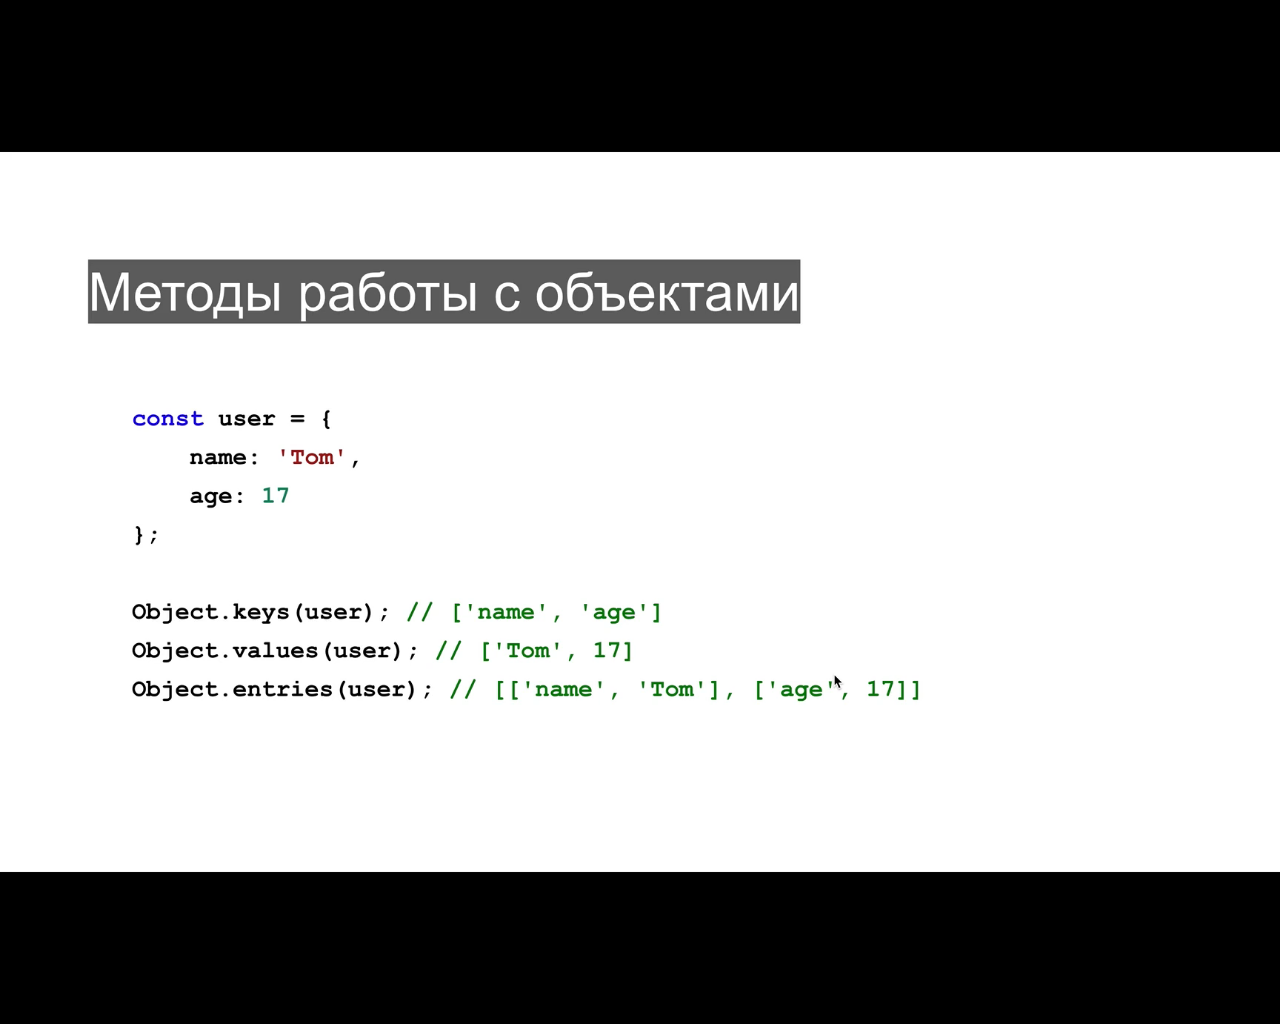 Методы работы с объектами
const user = {
    name: 'Tom',
    age: 17
};
Object.keys(user); // ['name', 'age']
Object.values(user); // ['Tom', 17]
Object.entries(user); // [['name', 'Tom'], ['age', 17]]